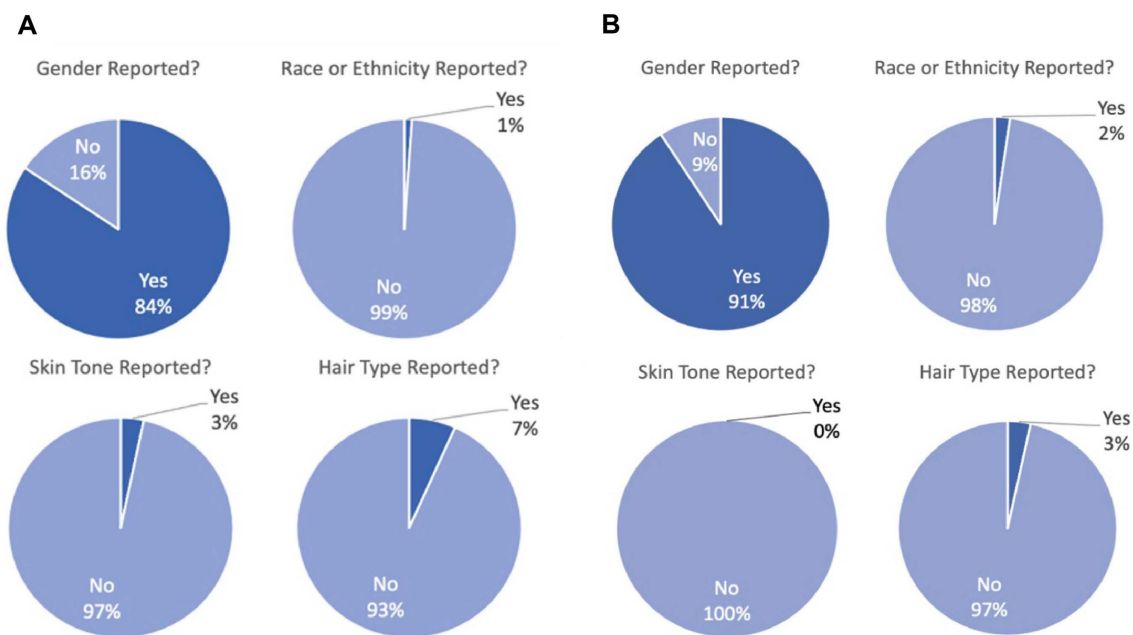 A
Gender Reported?
No
16%
Yes
84%
Race or Ethnicity Reported?
Yes
1%
No
99%
Skin Tone Reported?
Yes
3%
No
97%
Hair Type Reported?
Yes
7%
No
93%
B
Gender Reported?
No
9%
Yes
91%
Race or Ethnicity Reported?
Yes
2%
No
98%
Skin Tone Reported?
Yes
0%
No
100%
Hair Type Reported?
Yes
3%
No
97%